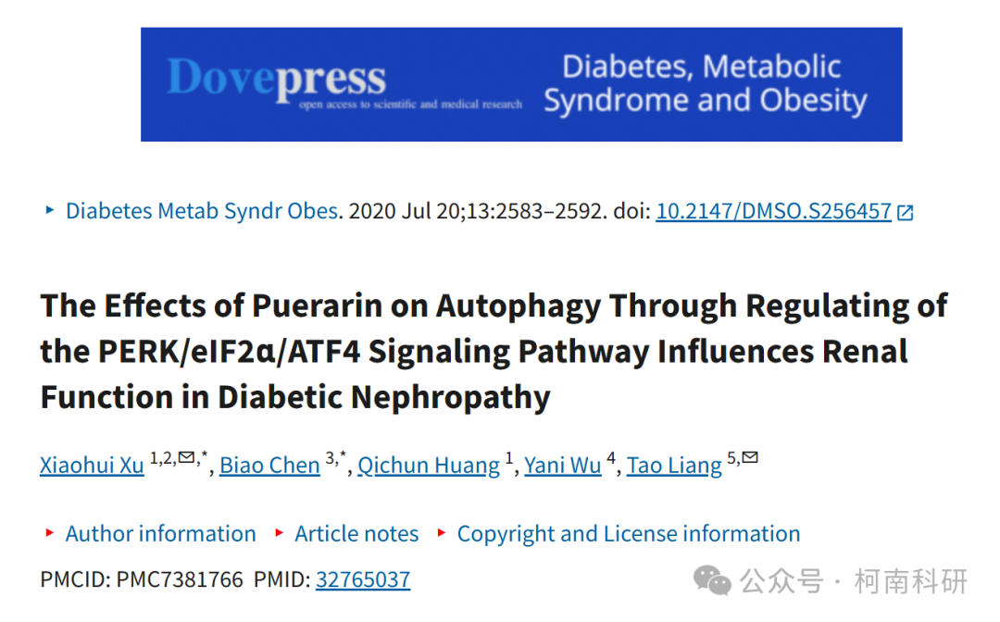 Dovepress
open access to scientific and medical research
Diabetes, Metabolic
Syndrome and Obesity
Diabetes Metab Syndr Obes. 2020 Jul 20;13:2583–2592. doi: 10.2147/DMSO.S256457
The Effects of Puerarin on Autophagy Through Regulating of
the PERK/eIF2α/ATF4 Signaling Pathway Influences Renal
Function in Diabetic Nephropathy
Xiaohui Xu 1,2,✉,*, Biao Chen 3,*, Qichun Huang 1, Yani Wu 4, Tao Liang 5,✉
Author information Article notes Copyright and License information
PMCID: PMC7381766 PMID: 32765037
公众号 · 柯南科研